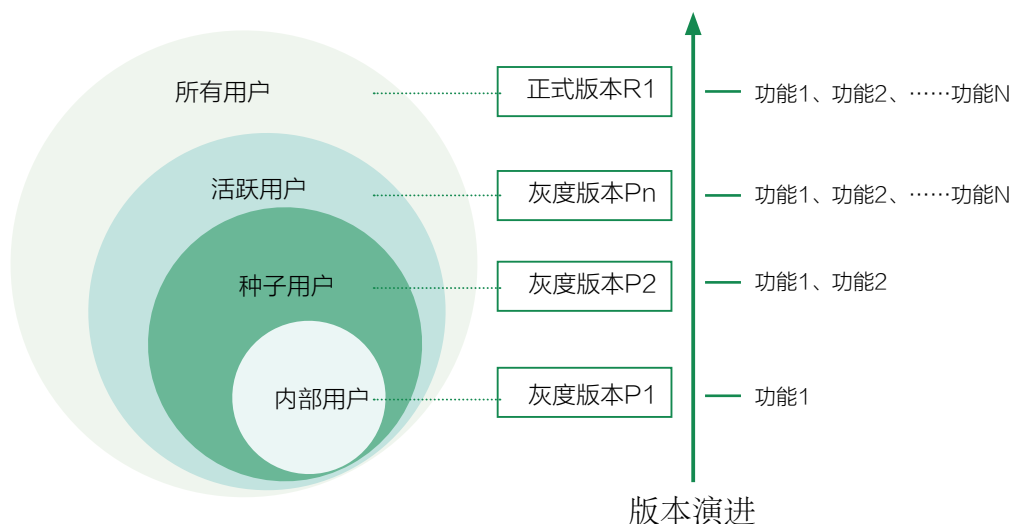 所有用户
正式版本R1
功能1、功能2、……功能N
活跃用户
灰度版本Pn
功能1、功能2、……功能N
种子用户
灰度版本P2
功能1、功能2
内部用户
灰度版本P1
功能1
版本演进